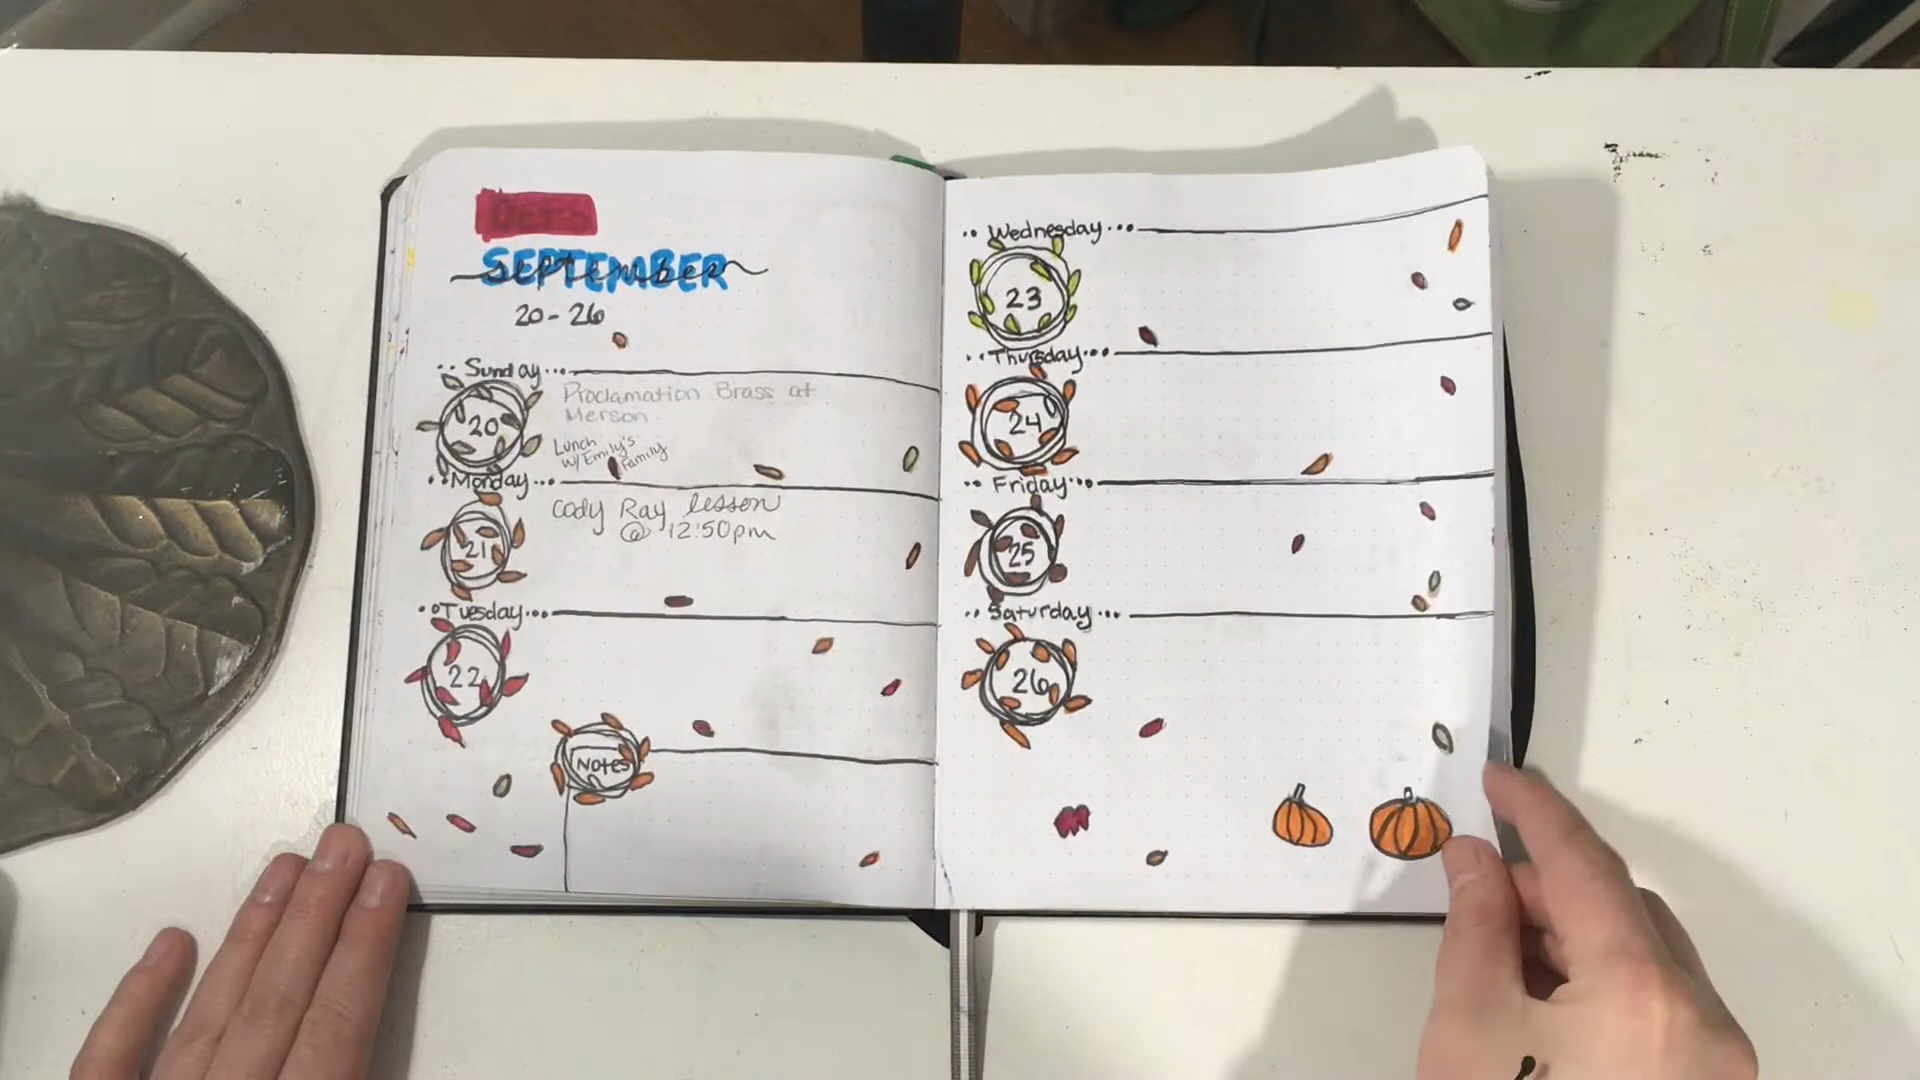 SEPTEMBER
september
20 - 26
Sunday
20
Proclamation Brass at
Merson
Lunch
w/ Emily's
Family
Monday
21
Cody Ray lesson
@ 12:50pm
Tuesday
22
Notes
Wednesday
23
Thursday
24
Friday
25
Saturday
26